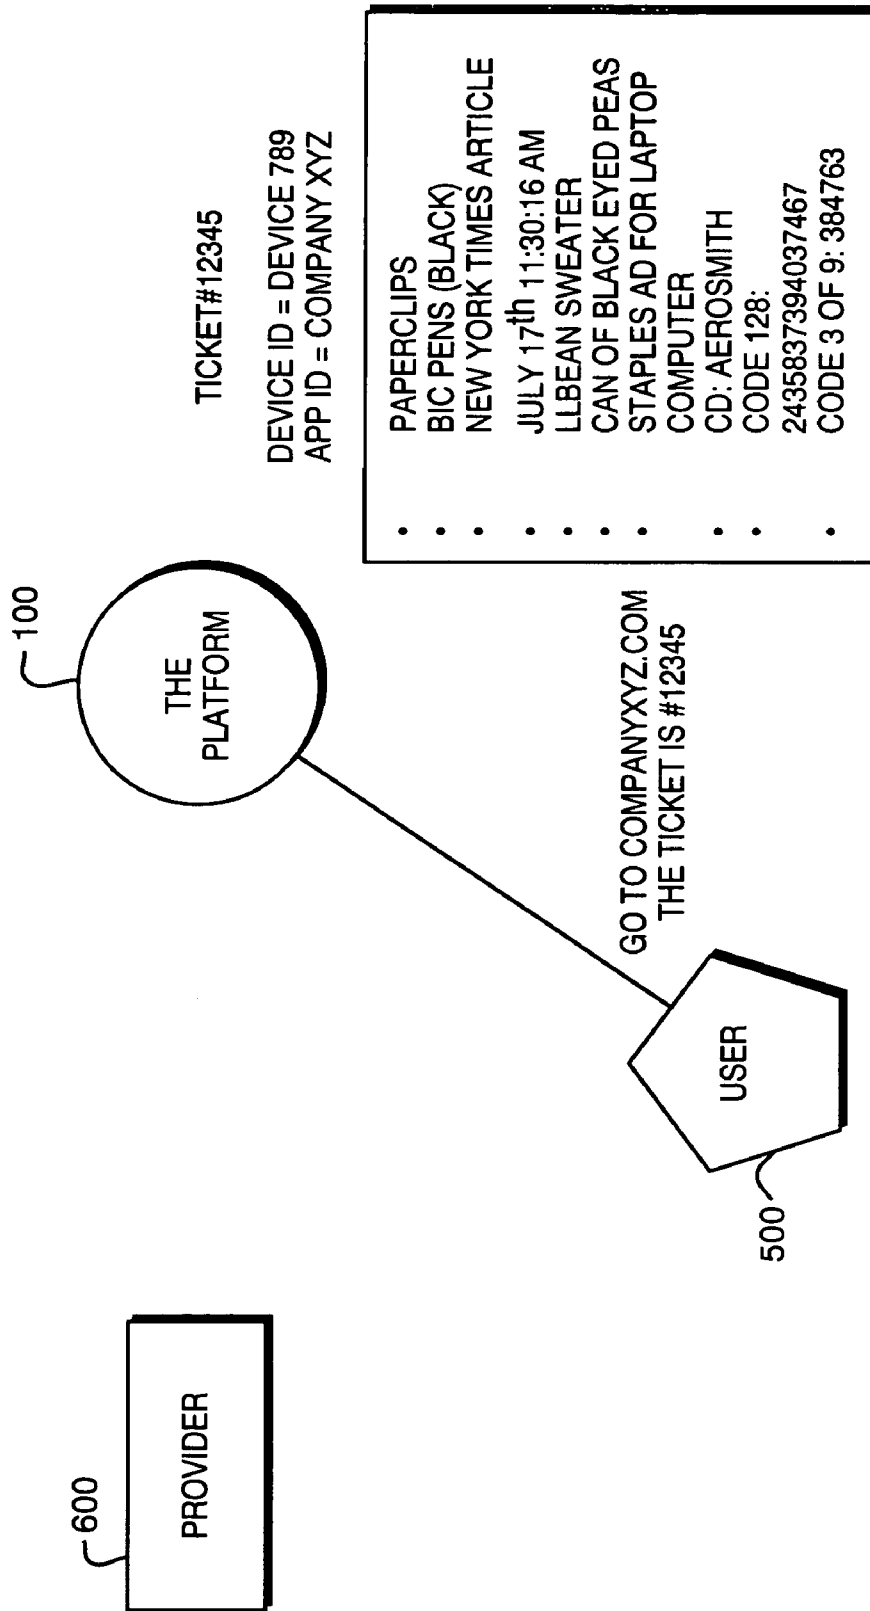 600
PROVIDER
100
THE
PLATFORM
TICKET#12345
DEVICE ID = DEVICE 789
APP ID = COMPANY XYZ
500
USER
GO TO COMPANYXYZ.COM
THE TICKET IS #12345
• PAPERCLIPS
• BIC PENS (BLACK)
• NEW YORK TIMES ARTICLE
• JULY 17th 11:30:16 AM
• LLBEAN SWEATER
• CAN OF BLACK EYED PEAS
• STAPLES AD FOR LAPTOP
COMPUTER
• CD: AEROSMITH
• CODE 128:
243583739403​7467
• CODE 3 OF 9: 384763